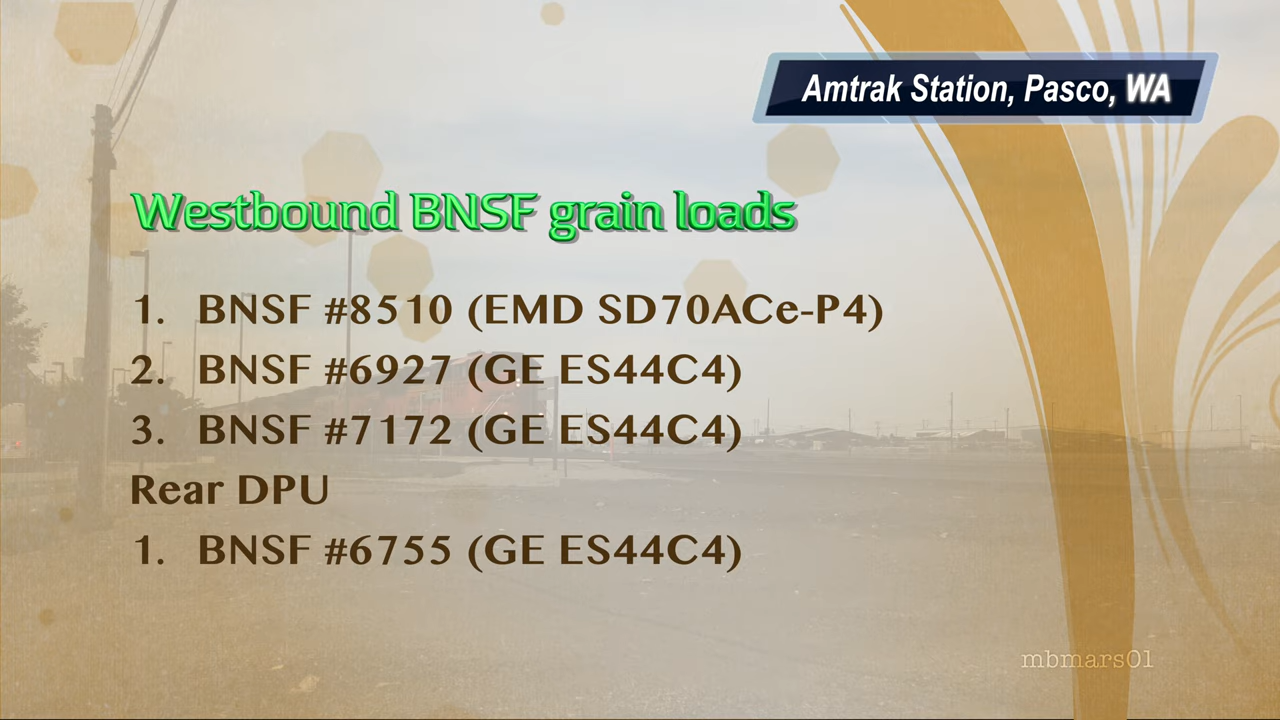 Amtrak Station, Pasco, WA
Westbound BNSF grain loads
1. BNSF #8510 (EMD SD70ACe-P4)
2. BNSF #6927 (GE ES44C4)
3. BNSF #7172 (GE ES44C4)
Rear DPU
1. BNSF #6755 (GE ES44C4)
mbmars01